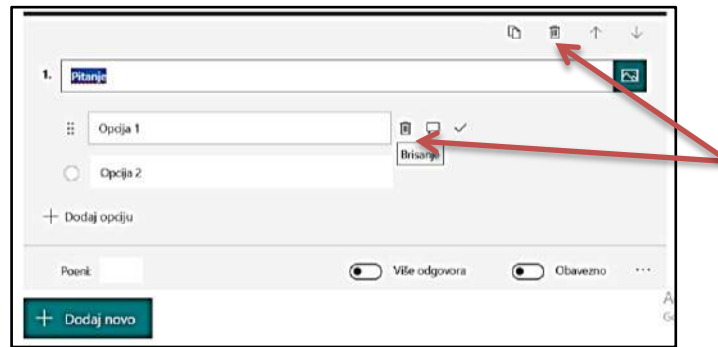 1. Pitanje
Opcija 1
Brisanje
Opcija 2
+ Dodaj opciju
Poeni:
Više odgovora
Obavezno
+ Dodaj novo